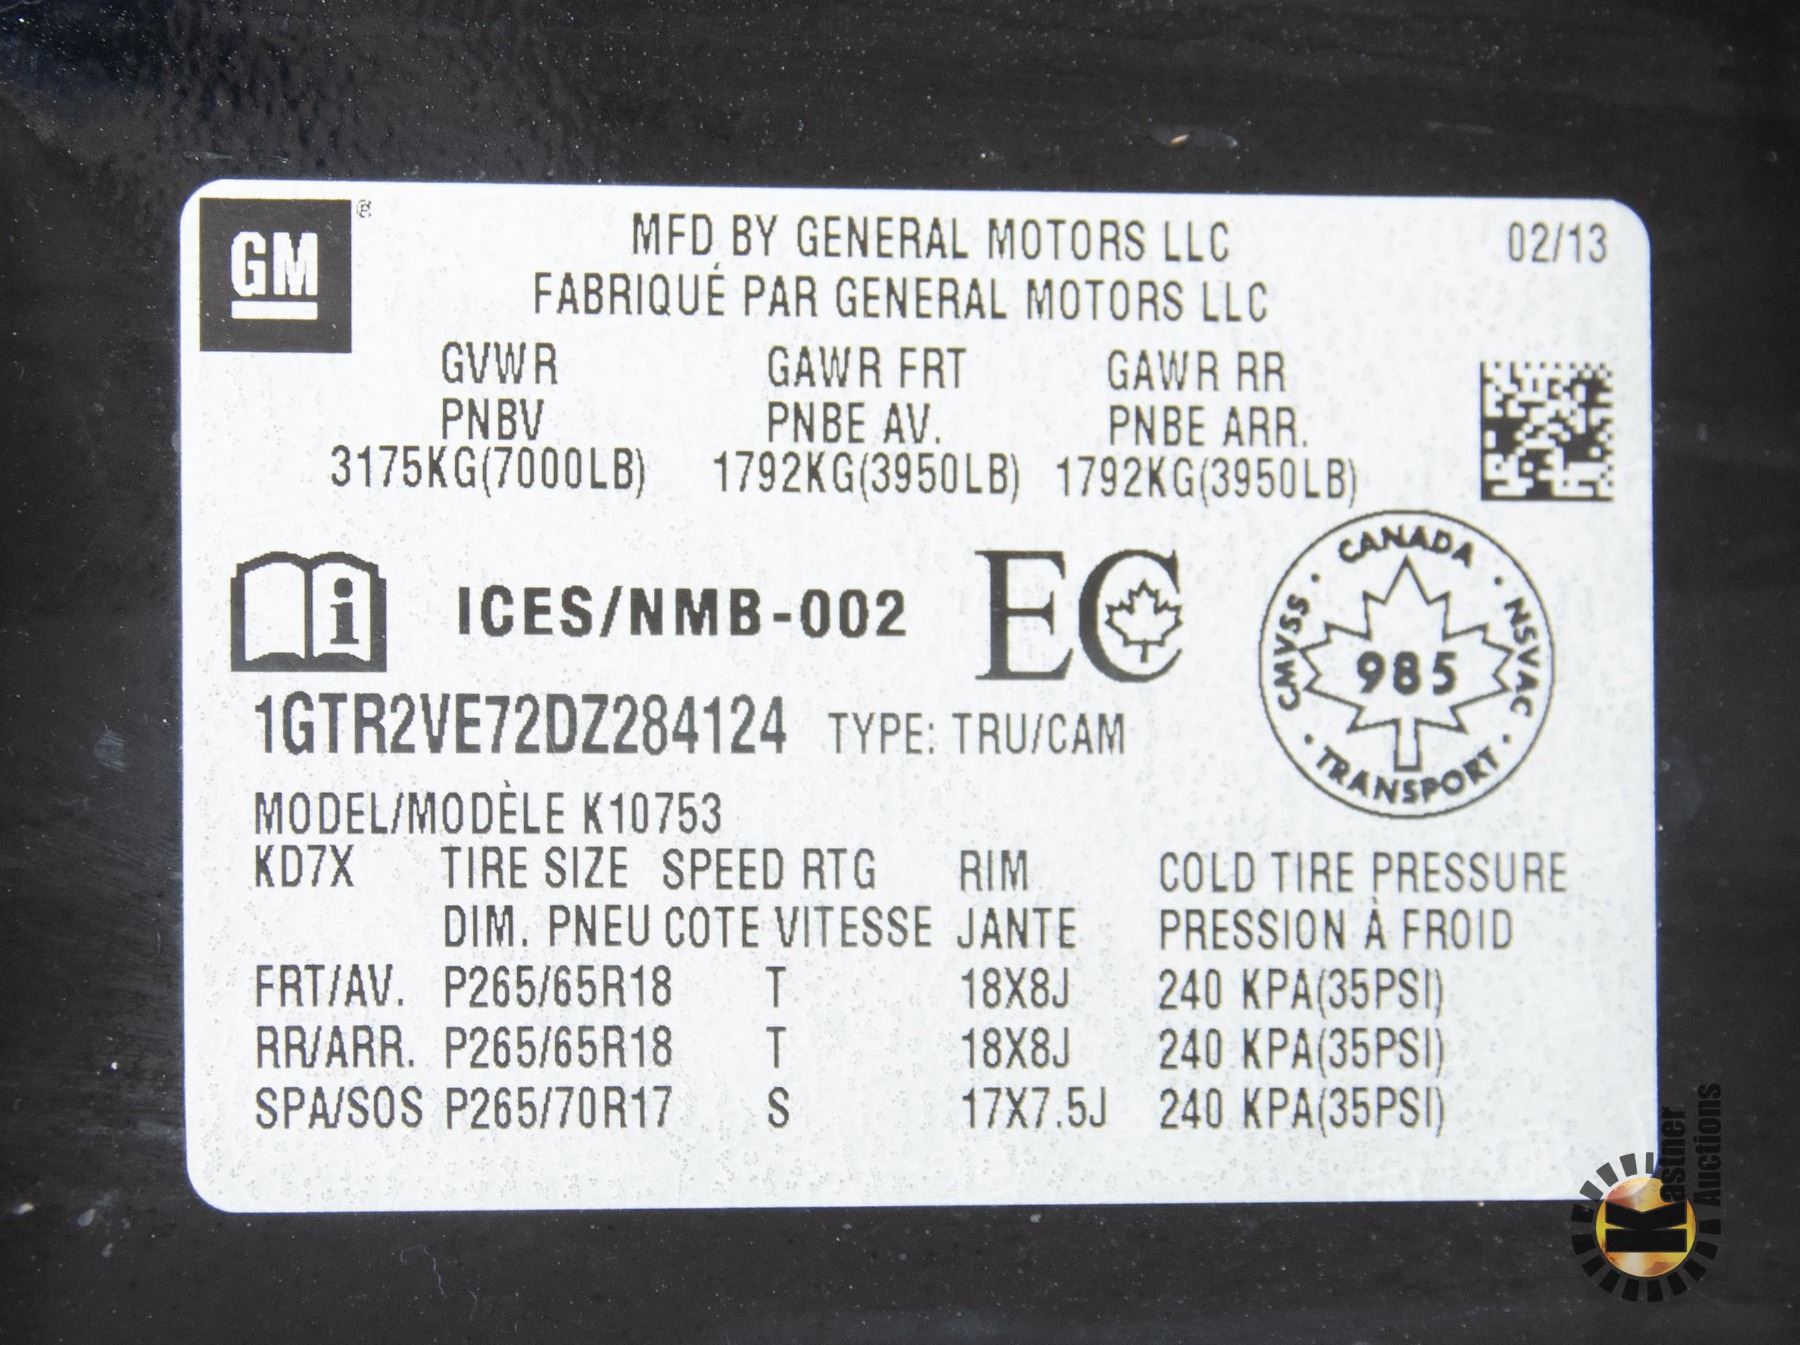 GM ®
MFD BY GENERAL MOTORS LLC 02/13
FABRIQUÉ PAR GENERAL MOTORS LLC
GVWR GAWR FRT GAWR RR
PNBV PNBE AV. PNBE ARR.
3175KG(7000LB) 1792KG(3950LB) 1792KG(3950LB)
i ICES/NMB-002 EC
CANADA
CMVSS · 985 · NSVAC
· TRANSPORT ·
1GTR2VE72DZ284124 TYPE: TRU/CAM
MODEL/MODÈLE K10753
KD7X TIRE SIZE SPEED RTG RIM COLD TIRE PRESSURE
DIM. PNEU COTE VITESSE JANTE PRESSION À FROID
FRT/AV. P265/65R18 T 18X8J 240 KPA(35PSI)
RR/ARR. P265/65R18 T 18X8J 240 KPA(35PSI)
SPA/SOS P265/70R17 S 17X7.5J 240 KPA(35PSI)
Kastner
Auctions